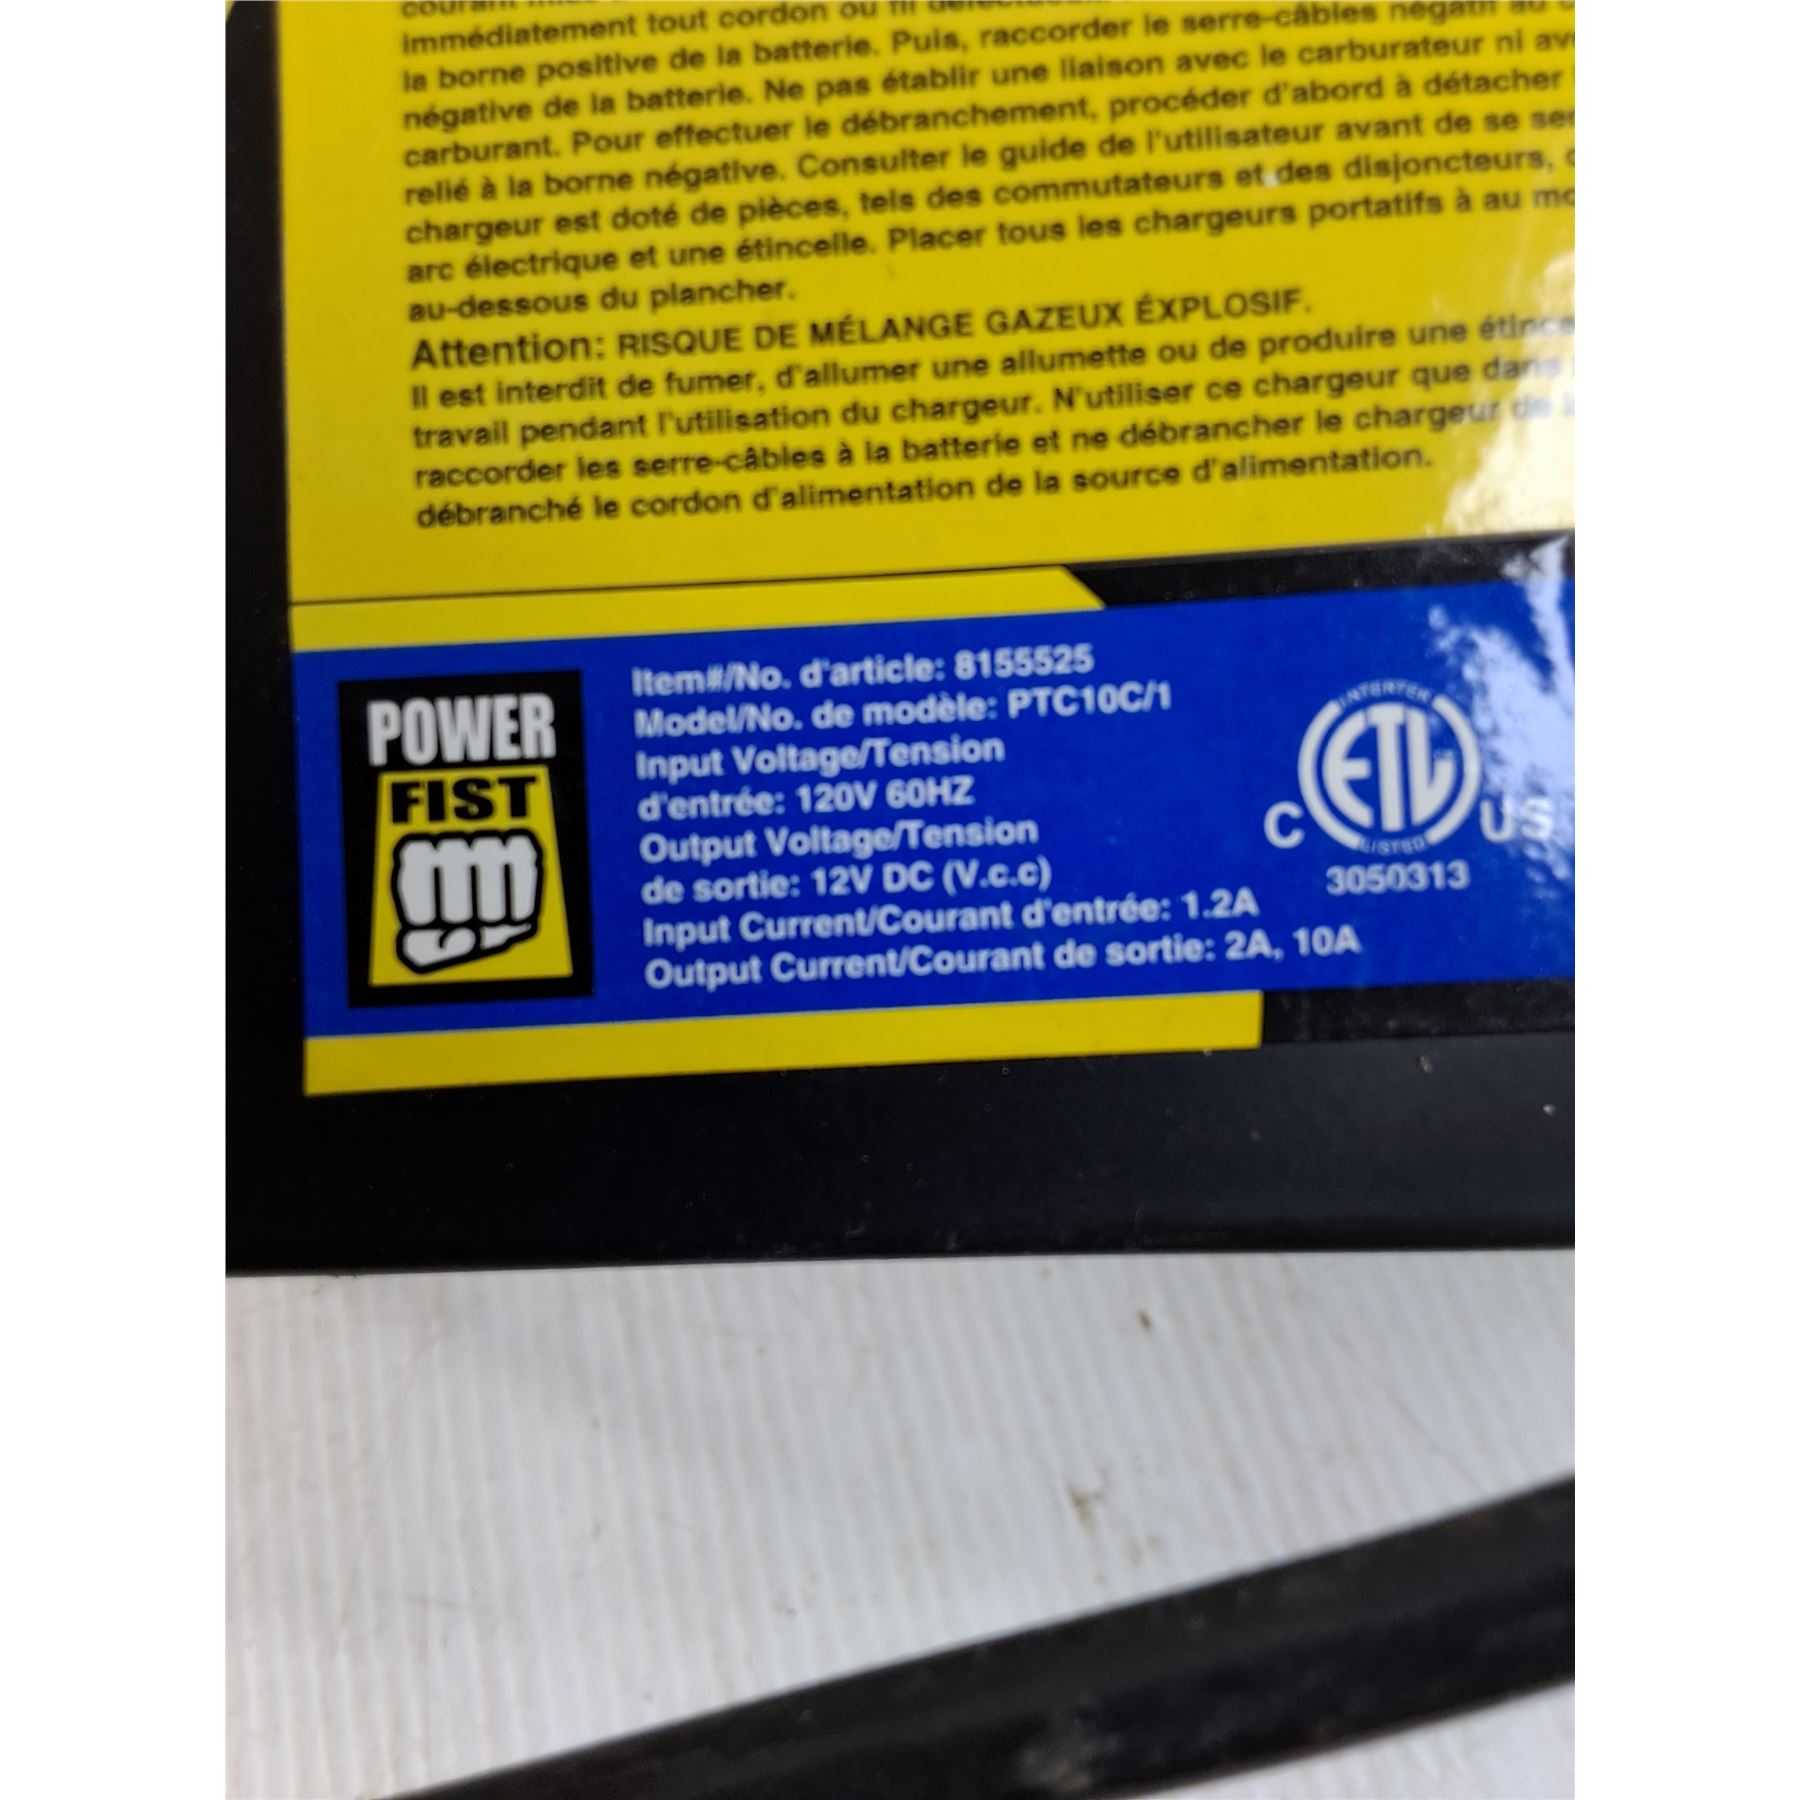 immédiatement tout cordon ou fil
la borne positive de la batterie. Puis, raccorder le serre-câbles négatif au
négative de la batterie. Ne pas établir une liaison avec le carburateur ni
carburant. Pour effectuer le débranchement, procéder d'abord à détacher
relié à la borne négative. Consulter le guide de l'utilisateur avant de se
chargeur est doté de pièces, tels des commutateurs et des disjoncteurs,
arc électrique et une étincelle. Placer tous les chargeurs portatifs à au
au-dessous du plancher.
Attention: RISQUE DE MÉLANGE GAZEUX ÉXPLOSIF.
Il est interdit de fumer, d'allumer une allumette ou de produire une
travail pendant l'utilisation du chargeur. N'utiliser ce chargeur que dans
raccorder les serre-câbles à la batterie et ne débrancher le chargeur de
débranché le cordon d'alimentation de la source d'alimentation.
POWER
FIST
Item#/No. d'article: 8155525
Model/No. de modèle: PTC10C/1
Input Voltage/Tension
d'entrée: 120V 60HZ
Output Voltage/Tension
de sortie: 12V DC (V.c.c)
Input Current/Courant d'entrée: 1.2A
Output Current/Courant de sortie: 2A, 10A
INTERTEK
C ETL US
LISTED
3050313